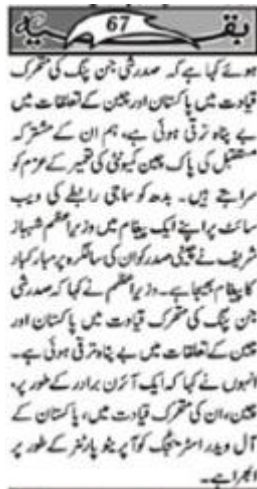 بقیہ 67
ہوئے کہا ہے کہ صدر شی جن پنگ کی متحرک
قیادت میں پاکستان اور چین کے تعلقات میں
بے پناہ ترقی ہوئی ہے، ہم ان کے مشترکہ
مستقبل کی پاک چین کمیونٹی کی تعمیر کے عزم کو
سراہتے ہیں۔ بدھ کو سماجی رابطے کی ویب
سائٹ پر اپنے ایک پیغام میں وزیراعظم شہباز
شریف نے چینی صدر کو ان کی سالگرہ پر مبارکباد
کا پیغام بھیجا ہے۔ وزیراعظم نے کہا کہ صدر شی
جن پنگ کی متحرک قیادت میں پاکستان اور
چین کے تعلقات میں بے پناہ ترقی ہوئی ہے۔
انہوں نے کہا کہ ایک آئرن برادر کے طور پر،
چین، ان کی متحرک قیادت میں، پاکستان کے
آل ویدر اسٹریٹجک کوآپریٹو پارٹنر کے طور پر
ابھرا ہے۔